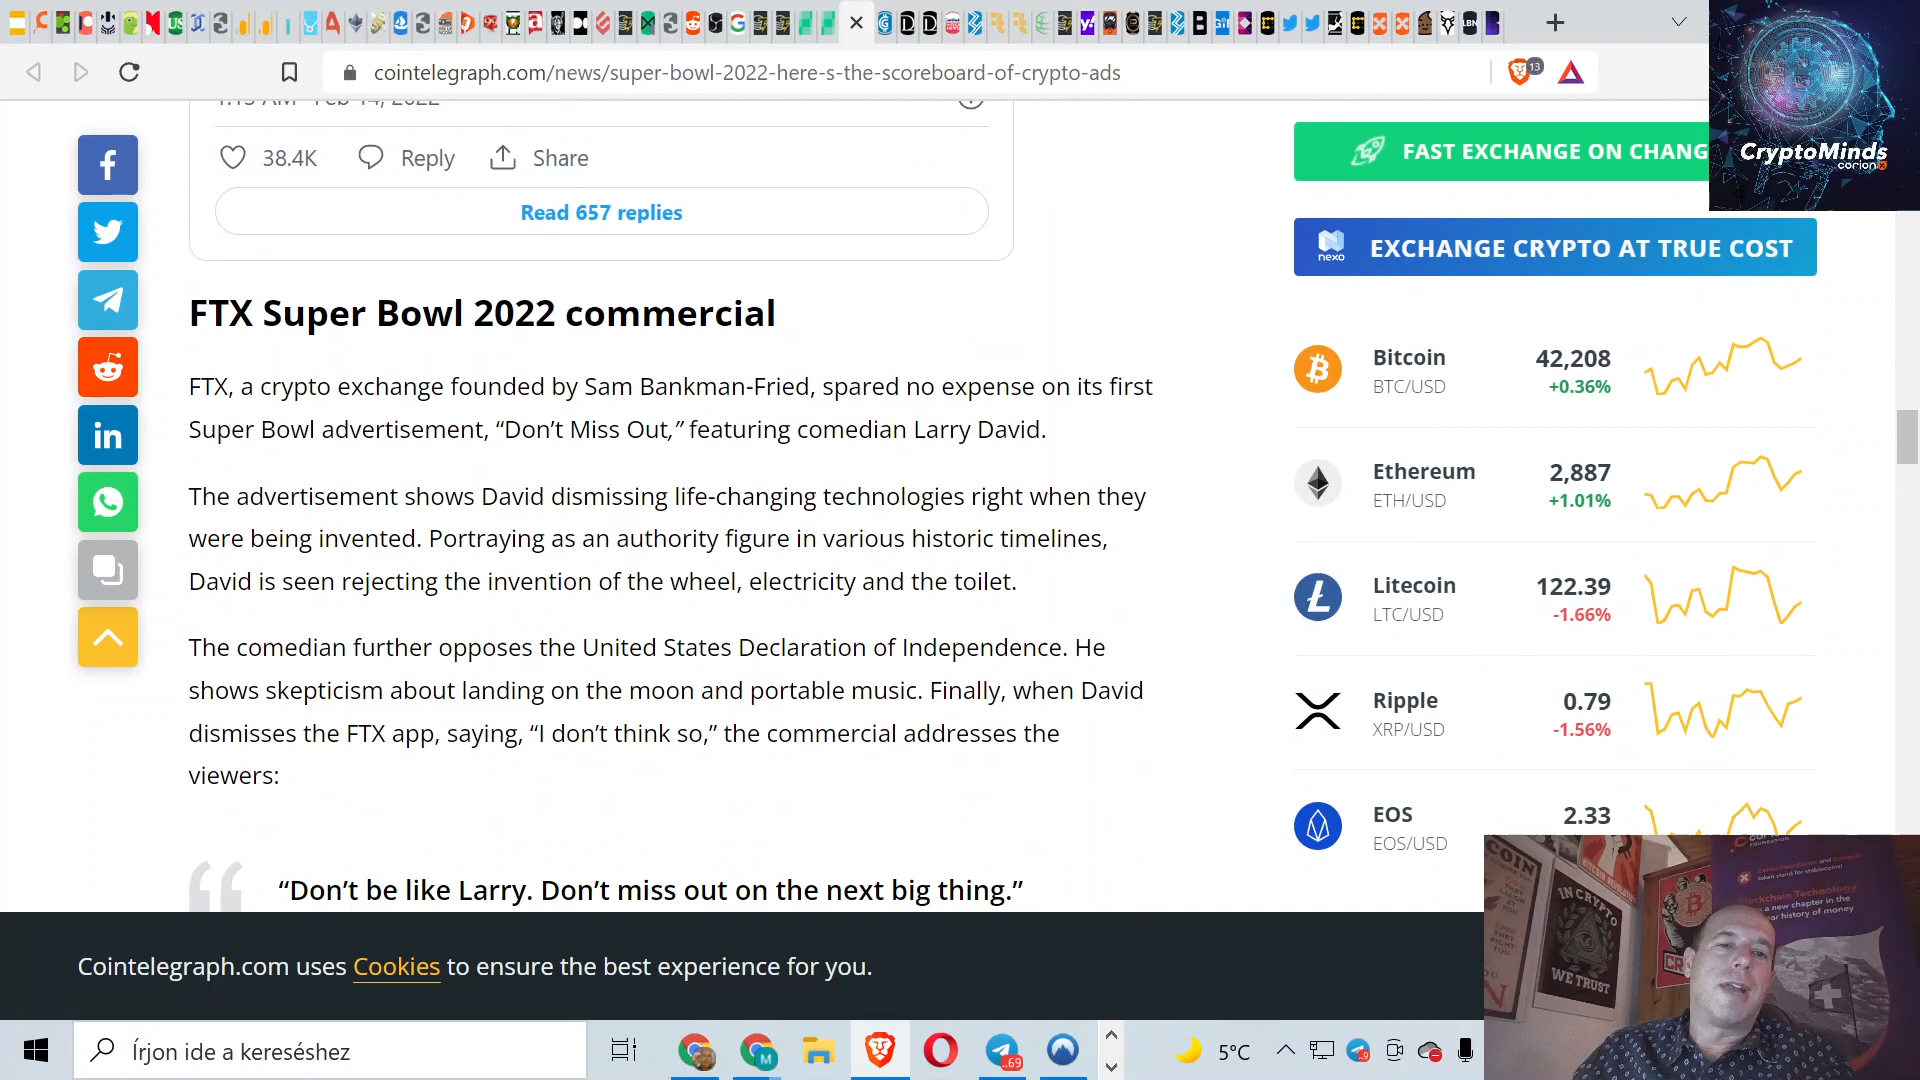 cointelegraph.com/news/super-bowl-2022-here-s-the-scoreboard-of-crypto-ads
13
CryptoMinds
corion
38.4K Reply Share
Read 657 replies
FTX Super Bowl 2022 commercial
FTX, a crypto exchange founded by Sam Bankman-Fried, spared no expense on its first
Super Bowl advertisement, “Don’t Miss Out,” featuring comedian Larry David.
The advertisement shows David dismissing life-changing technologies right when they
were being invented. Portraying as an authority figure in various historic timelines,
David is seen rejecting the invention of the wheel, electricity and the toilet.
The comedian further opposes the United States Declaration of Independence. He
shows skepticism about landing on the moon and portable music. Finally, when David
dismisses the FTX app, saying, “I don’t think so,” the commercial addresses the
viewers:
“Don’t be like Larry. Don’t miss out on the next big thing.”
FAST EXCHANGE ON CHANG
nexo EXCHANGE CRYPTO AT TRUE COST
Bitcoin 42,208
BTC/USD +0.36%
Ethereum 2,887
ETH/USD +1.01%
Litecoin 122.39
LTC/USD -1.66%
Ripple 0.79
XRP/USD -1.56%
EOS 2.33
EOS/USD
Cointelegraph.com uses Cookies to ensure the best experience for you.
IN CRYPTO
WE TRUST
Írjon ide a kereséshez
69
5°C